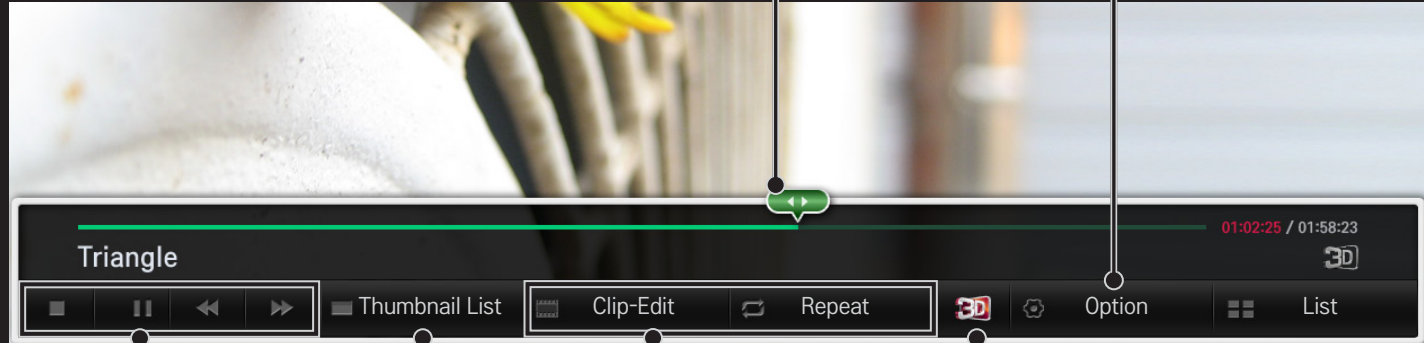 01:02:25 / 01:58:23
Triangle
3D
Thumbnail List Clip-Edit Repeat 3D Option List